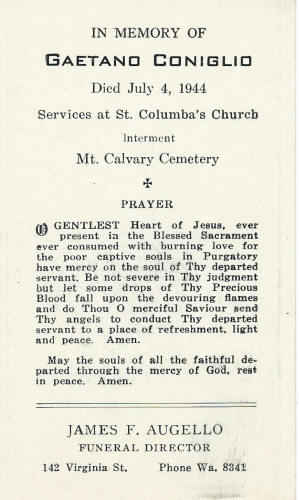 IN MEMORY OF
GAETANO CONIGLIO
Died July 4, 1944
Services at St. Columba's Church
Interment
Mt. Calvary Cemetery
✠
PRAYER
O GENTLEST Heart of Jesus, ever
present in the Blessed Sacrament
ever consumed with burning love for
the poor captive souls in Purgatory
have mercy on the soul of Thy departed
servant. Be not severe in Thy judgment
but let some drops of Thy Precious
Blood fall upon the devouring flames
and do Thou O merciful Saviour send
Thy angels to conduct Thy departed
servant to a place of refreshment, light
and peace. Amen.
May the souls of all the faithful de-
parted through the mercy of God, rest
in peace. Amen.
JAMES F. AUGELLO
FUNERAL DIRECTOR
142 Virginia St. Phone Wa. 8341